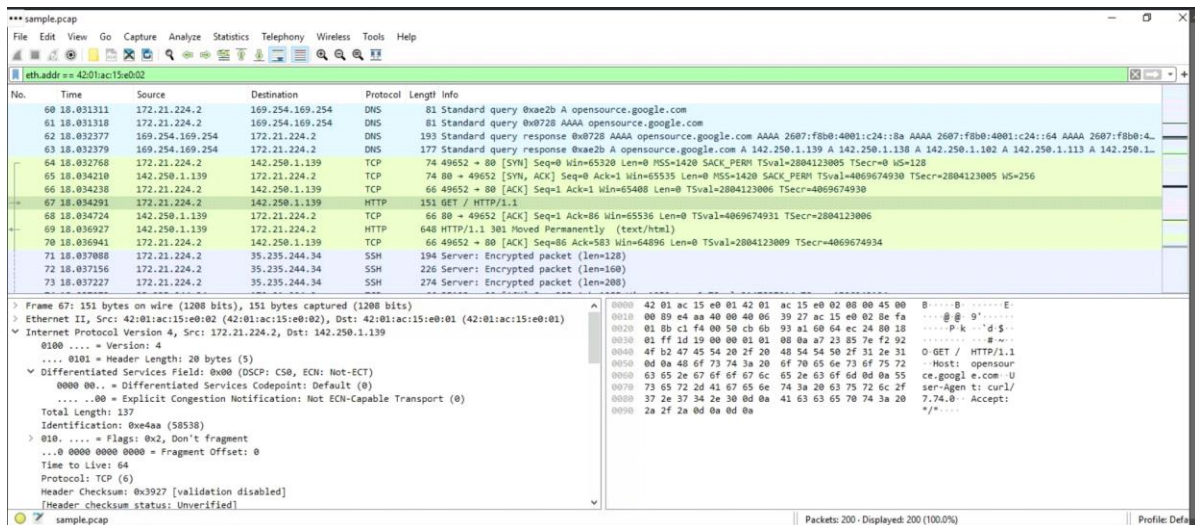 *** sample.pcap
File Edit View Go Capture Analyze Statistics Telephony Wireless Tools Help
eth.addr == 42:01:ac:15:e0:02
No. Time Source Destination Protocol Length Info
60 18.031311 172.21.224.2 169.254.169.254 DNS 81 Standard query 0xae2b A opensource.google.com
61 18.031318 172.21.224.2 169.254.169.254 DNS 81 Standard query 0x0728 AAAA opensource.google.com
62 18.032377 169.254.169.254 172.21.224.2 DNS 193 Standard query response 0x0728 AAAA opensource.google.com AAAA 2607:f8b0:4001:c24::8a AAAA 2607:f8b0:4001:c24::64 AAAA 2607:f8b0:4…
63 18.032379 169.254.169.254 172.21.224.2 DNS 177 Standard query response 0xae2b A opensource.google.com A 142.250.1.139 A 142.250.1.138 A 142.250.1.102 A 142.250.1.113 A 142.250.1…
64 18.032768 172.21.224.2 142.250.1.139 TCP 74 49652 → 80 [SYN] Seq=0 Win=65320 Len=0 MSS=1420 SACK_PERM TSval=2804123005 TSecr=0 WS=128
65 18.034210 142.250.1.139 172.21.224.2 TCP 74 80 → 49652 [SYN, ACK] Seq=0 Ack=1 Win=65535 Len=0 MSS=1420 SACK_PERM TSval=4069674930 TSecr=2804123005 WS=256
66 18.034238 172.21.224.2 142.250.1.139 TCP 66 49652 → 80 [ACK] Seq=1 Ack=1 Win=65408 Len=0 TSval=2804123006 TSecr=4069674930
67 18.034291 172.21.224.2 142.250.1.139 HTTP 151 GET / HTTP/1.1
68 18.034724 142.250.1.139 172.21.224.2 TCP 66 80 → 49652 [ACK] Seq=1 Ack=86 Win=65536 Len=0 TSval=4069674931 TSecr=2804123006
69 18.036927 142.250.1.139 172.21.224.2 HTTP 648 HTTP/1.1 301 Moved Permanently (text/html)
70 18.036941 172.21.224.2 142.250.1.139 TCP 66 49652 → 80 [ACK] Seq=86 Ack=583 Win=64896 Len=0 TSval=2804123009 TSecr=4069674934
71 18.037088 172.21.224.2 35.235.244.34 SSH 194 Server: Encrypted packet (len=128)
72 18.037156 172.21.224.2 35.235.244.34 SSH 226 Server: Encrypted packet (len=160)
73 18.037227 172.21.224.2 35.235.244.34 SSH 274 Server: Encrypted packet (len=208)
Frame 67: 151 bytes on wire (1208 bits), 151 bytes captured (1208 bits)
Ethernet II, Src: 42:01:ac:15:e0:02 (42:01:ac:15:e0:02), Dst: 42:01:ac:15:e0:01 (42:01:ac:15:e0:01)
Internet Protocol Version 4, Src: 172.21.224.2, Dst: 142.250.1.139
0100 .... = Version: 4
.... 0101 = Header Length: 20 bytes (5)
Differentiated Services Field: 0x00 (DSCP: CS0, ECN: Not-ECT)
0000 00.. = Differentiated Services Codepoint: Default (0)
.... ..00 = Explicit Congestion Notification: Not ECN-Capable Transport (0)
Total Length: 137
Identification: 0xe4aa (58538)
010. .... = Flags: 0x2, Don't fragment
...0 0000 0000 0000 = Fragment Offset: 0
Time to Live: 64
Protocol: TCP (6)
Header Checksum: 0x3927 [validation disabled]
[Header checksum status: Unverified]
0000 42 01 ac 15 e0 01 42 01 ac 15 e0 02 08 00 45 00 B·····B· ······E·
0010 00 89 e4 aa 40 00 40 06 39 27 ac 15 e0 02 8e fa ····@·@· 9'······
0020 01 8b c1 f4 00 50 cb 6b 93 a1 60 64 ec 24 80 18 ·····P·k ··`d·$··
0030 01 ff 1d 19 00 00 01 01 08 0a a7 23 85 7e f2 92 ········ ···#·~··
0040 4f b2 47 45 54 20 2f 20 48 54 54 50 2f 31 2e 31 O·GET / HTTP/1.1
0050 0d 0a 48 6f 73 74 3a 20 6f 70 65 6e 73 6f 75 72 ··Host: opensour
0060 63 65 2e 67 6f 6f 67 6c 65 2e 63 6f 6d 0d 0a 55 ce.googl e.com··U
0070 73 65 72 2d 41 67 65 6e 74 3a 20 63 75 72 6c 2f ser-Agen t: curl/
0080 37 2e 37 34 2e 30 0d 0a 41 63 63 65 70 74 3a 20 7.74.0·· Accept:
0090 2a 2f 2a 0d 0a 0d 0a */*····
sample.pcap Packets: 200 · Displayed: 200 (100.0%) Profile: Defa